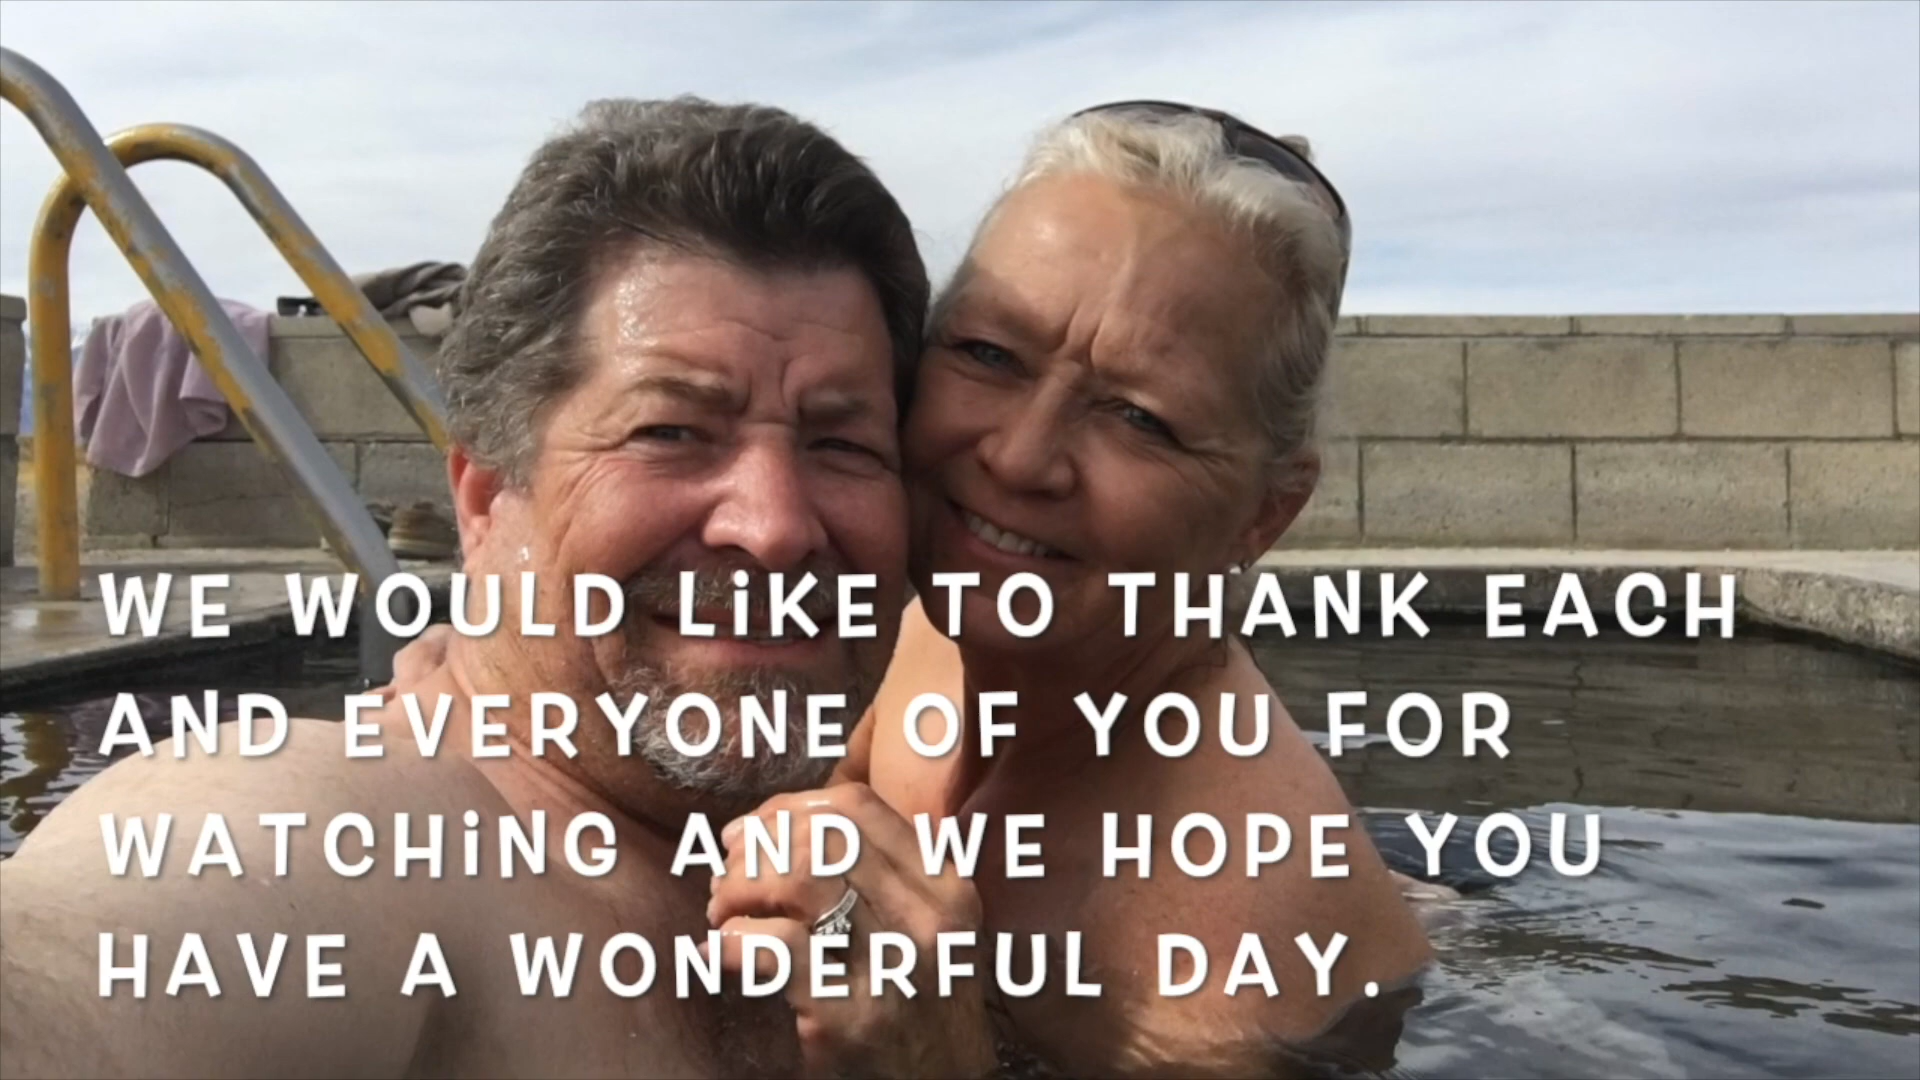 WE WOULD LiKE TO THANK EACH
AND EVERYONE OF YOU FOR
WATCHiNG AND WE HOPE YOU
HAVE A WONDERFUL DAY.